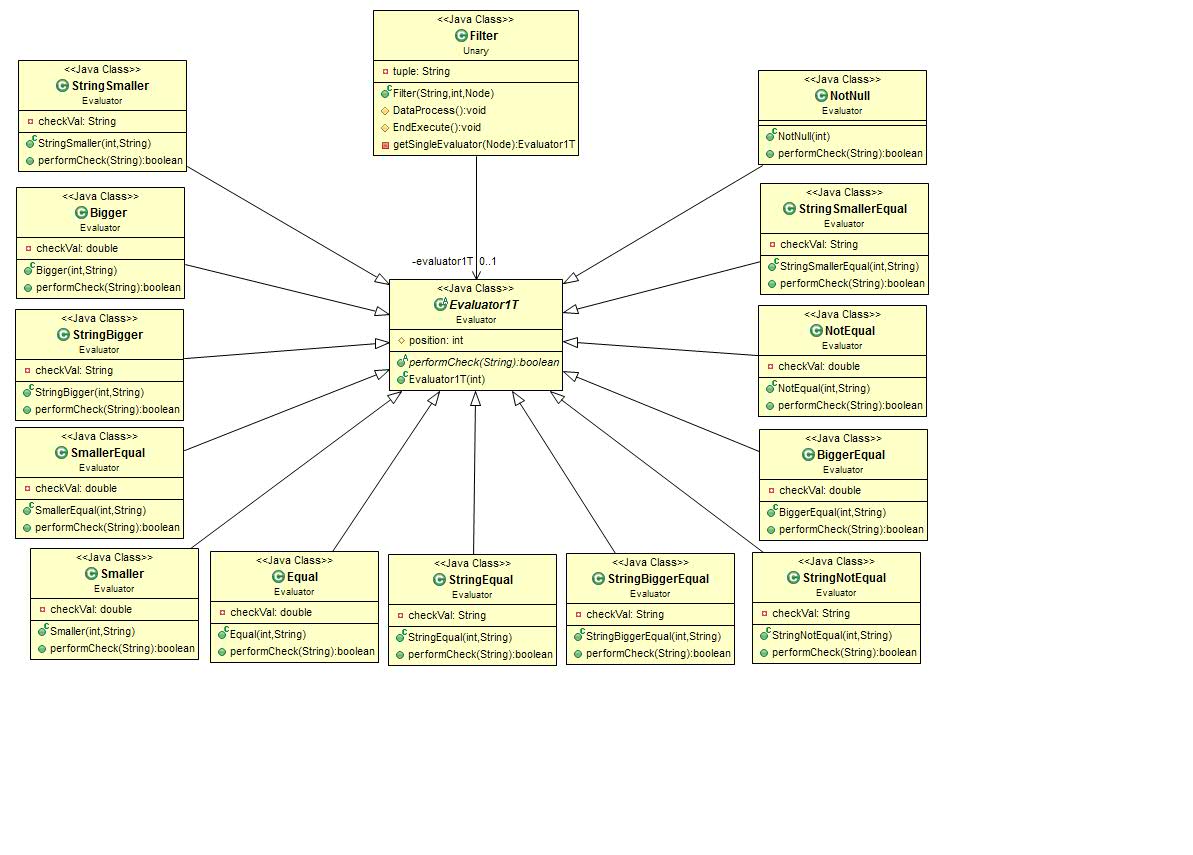 <<Java Class>>
Filter
Unary
tuple: String
Filter(String,int,Node)
DataProcess():void
EndExecute():void
getSingleEvaluator(Node):Evaluator1T
<<Java Class>>
StringSmaller
Evaluator
checkVal: String
StringSmaller(int,String)
performCheck(String):boolean
<<Java Class>>
NotNull
Evaluator
NotNull(int)
performCheck(String):boolean
<<Java Class>>
Bigger
Evaluator
checkVal: double
Bigger(int,String)
performCheck(String):boolean
<<Java Class>>
StringSmallerEqual
Evaluator
checkVal: String
StringSmallerEqual(int,String)
performCheck(String):boolean
-evaluator1T 0..1
<<Java Class>>
Evaluator1T
Evaluator
position: int
performCheck(String):boolean
Evaluator1T(int)
<<Java Class>>
StringBigger
Evaluator
checkVal: String
StringBigger(int,String)
performCheck(String):boolean
<<Java Class>>
NotEqual
Evaluator
checkVal: double
NotEqual(int,String)
performCheck(String):boolean
<<Java Class>>
SmallerEqual
Evaluator
checkVal: double
SmallerEqual(int,String)
performCheck(String):boolean
<<Java Class>>
BiggerEqual
Evaluator
checkVal: double
BiggerEqual(int,String)
performCheck(String):boolean
<<Java Class>>
Smaller
Evaluator
checkVal: double
Smaller(int,String)
performCheck(String):boolean
<<Java Class>>
Equal
Evaluator
checkVal: double
Equal(int,String)
performCheck(String):boolean
<<Java Class>>
StringEqual
Evaluator
checkVal: String
StringEqual(int,String)
performCheck(String):boolean
<<Java Class>>
StringBiggerEqual
Evaluator
checkVal: String
StringBiggerEqual(int,String)
performCheck(String):boolean
<<Java Class>>
StringNotEqual
Evaluator
checkVal: String
StringNotEqual(int,String)
performCheck(String):boolean